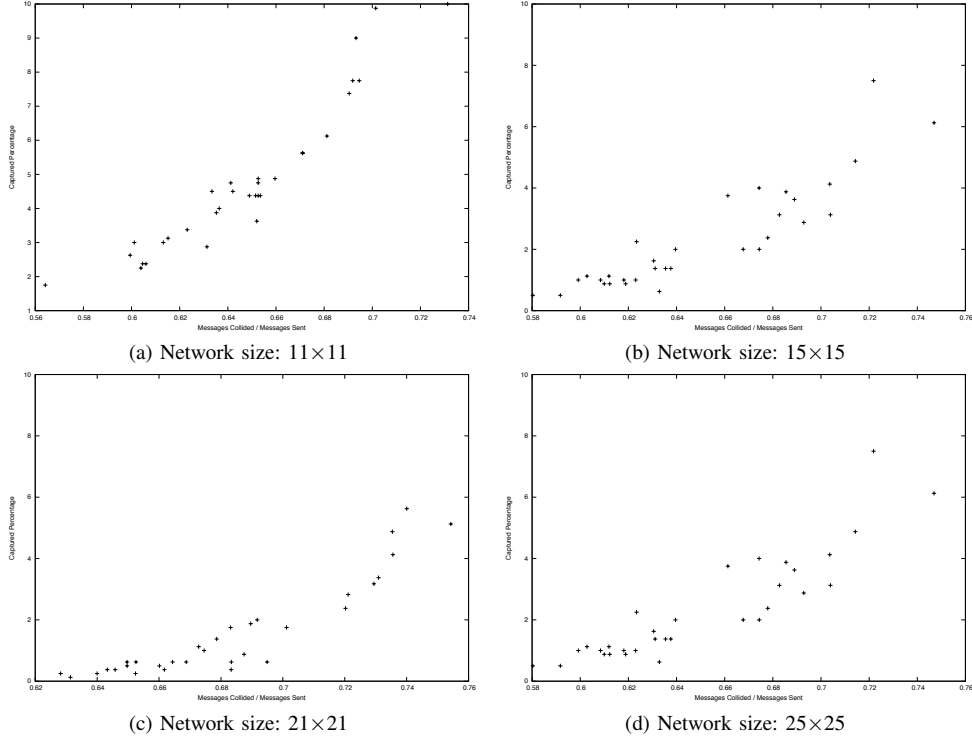 10
9
8
7
6
5
4
3
2
1
Captured Percentage
0.56 0.58 0.6 0.62 0.64 0.66 0.68 0.7 0.72 0.74
Messages Collided / Messages Sent
(a) Network size: 11×11
10
8
6
4
2
0
Captured Percentage
0.58 0.6 0.62 0.64 0.66 0.68 0.7 0.72 0.74 0.76
Messages Collided / Messages Sent
(b) Network size: 15×15
10
8
6
4
2
0
Captured Percentage
0.62 0.64 0.66 0.68 0.7 0.72 0.74 0.76
Messages Collided / Messages Sent
(c) Network size: 21×21
10
8
6
4
2
0
Captured Percentage
0.58 0.6 0.62 0.64 0.66 0.68 0.7 0.72 0.74 0.76
Messages Collided / Messages Sent
(d) Network size: 25×25